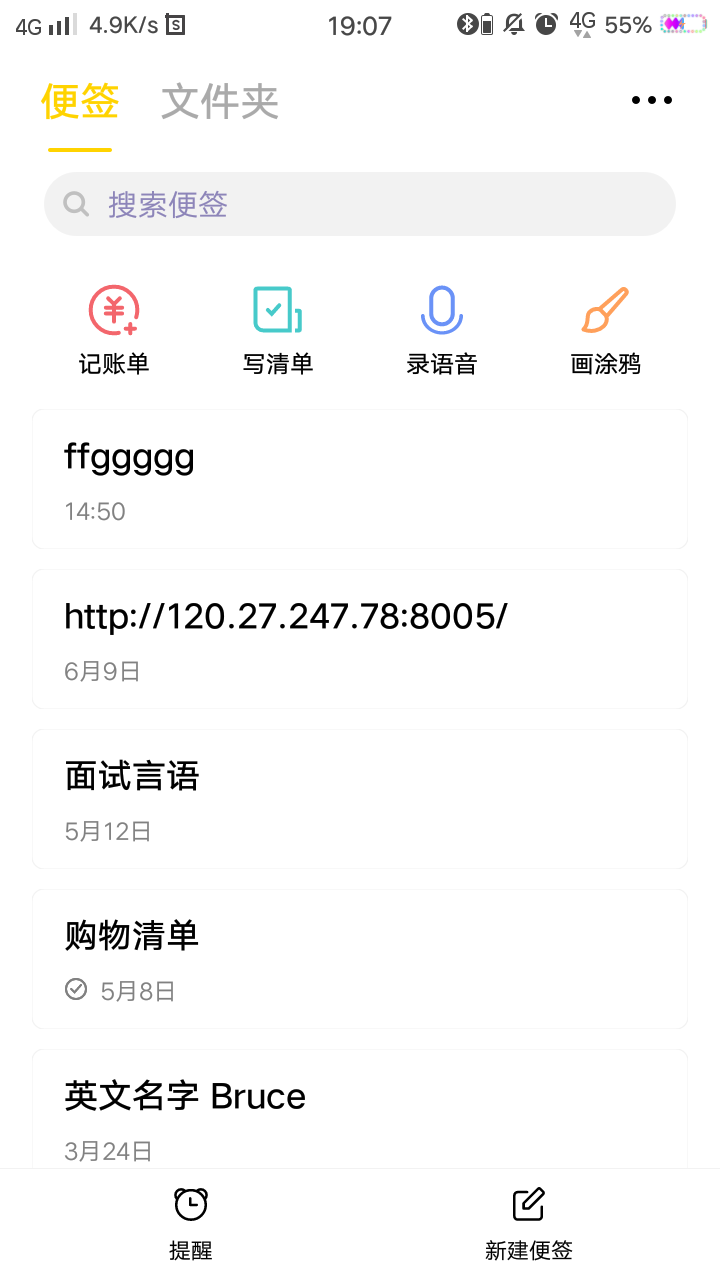 4G 4.9K/s S 19:07 4G 55%
便签 文件夹
搜索便签
记账单 写清单 录语音 画涂鸦
ffggggg
14:50
http://120.27.247.78:8005/
6月9日
面试言语
5月12日
购物清单
5月8日
英文名字 Bruce
3月24日
提醒 新建便签